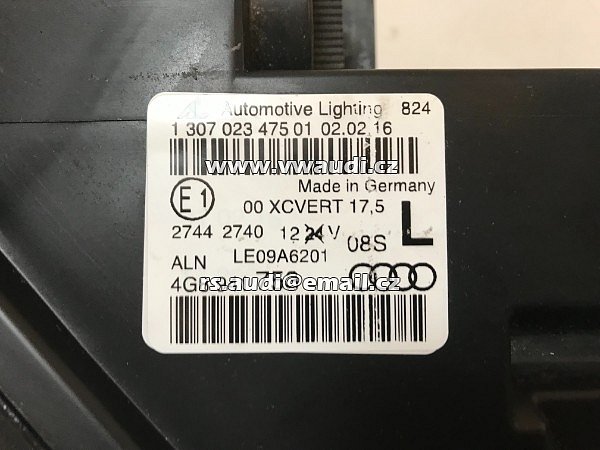 Automotive Lighting 824
1 307 023 475 01 02.02.16
www.vwaudi.cz
Made in Germany
E1 00 XCVERT 17,5
2744 2740 12 24 V 08S L
ALN LE09A6201
rs.audi@email.cz